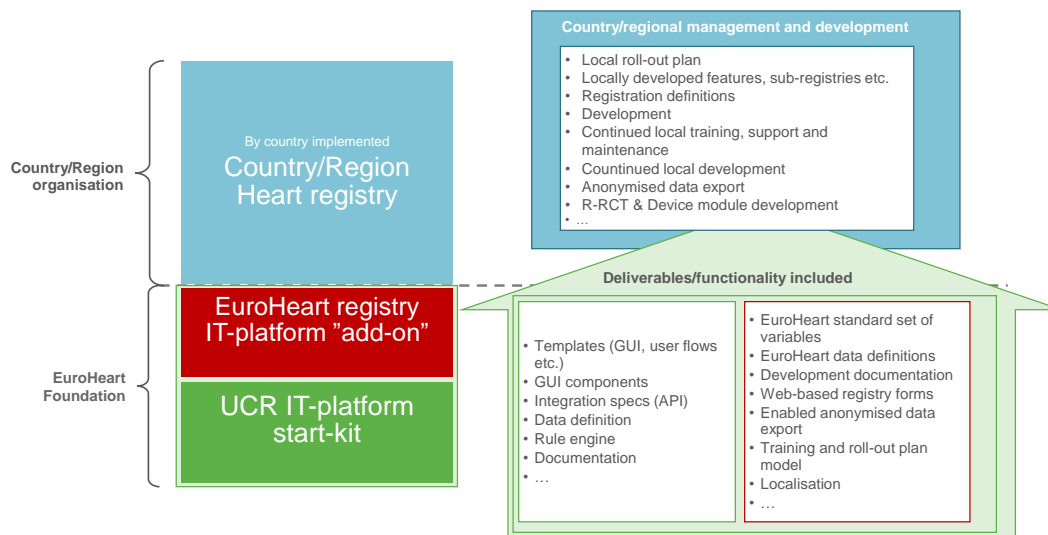 Country/Region
organisation
EuroHeart
Foundation
By country implemented
Country/Region
Heart registry
EuroHeart registry
IT-platform ”add-on”
UCR IT-platform
start-kit
Country/regional management and development
• Local roll-out plan
• Locally developed features, sub-registries etc.
• Registration definitions
• Development
• Continued local training, support and
maintenance
• Countinued local development
• Anonymised data export
• R-RCT & Device module development
• ...
Deliverables/functionality included
• Templates (GUI, user flows
etc.)
• GUI components
• Integration specs (API)
• Data definition
• Rule engine
• Documentation
• …
• EuroHeart standard set of
variables
• EuroHeart data definitions
• Development documentation
• Web-based registry forms
• Enabled anonymised data
export
• Training and roll-out plan
model
• Localisation
• …